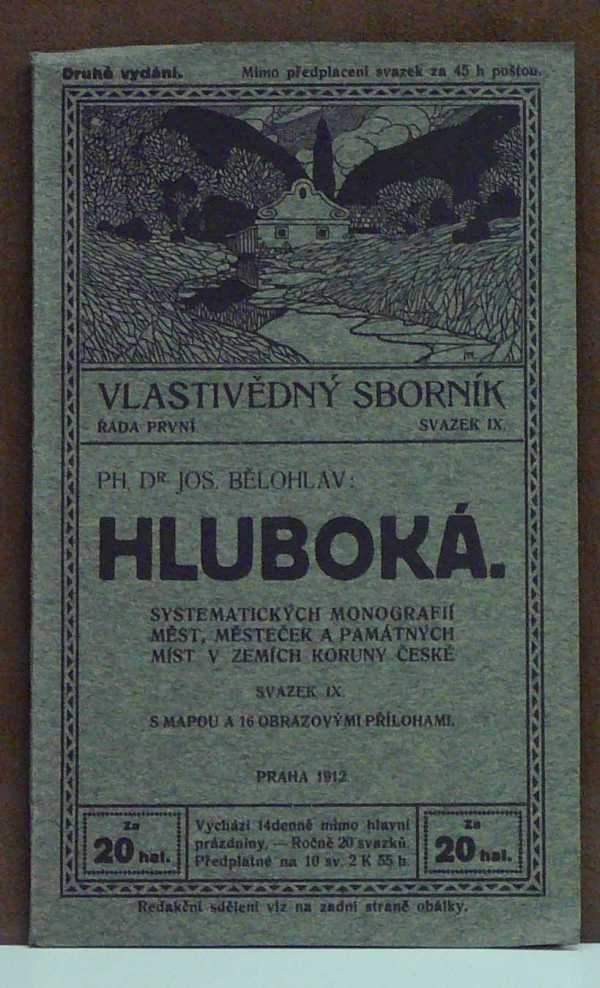 Druhé vydání. Mimo předplacení svazek za 45 h poštou.
VLASTIVĚDNÝ SBORNÍK
ŘADA PRVNÍ SVAZEK IX.
PH. DR. JOS. BĚLOHLAV:
HLUBOKÁ.
SYSTEMATICKÝCH MONOGRAFIÍ
MĚST, MĚSTEČEK A PAMÁTNÝCH
MÍST V ZEMÍCH KORUNY ČESKÉ
SVAZEK IX.
S MAPOU A 16 OBRAZOVÝMI PŘÍLOHAMI.
PRAHA 1912
Za
20 hal.
Vychází 14denně mimo hlavní
prázdniny. — Ročně 20 svazků.
Předplatné na 10 sv. 2 K 55 h.
Za
20 hal.
Redakční sdělení viz na zadní straně obálky.